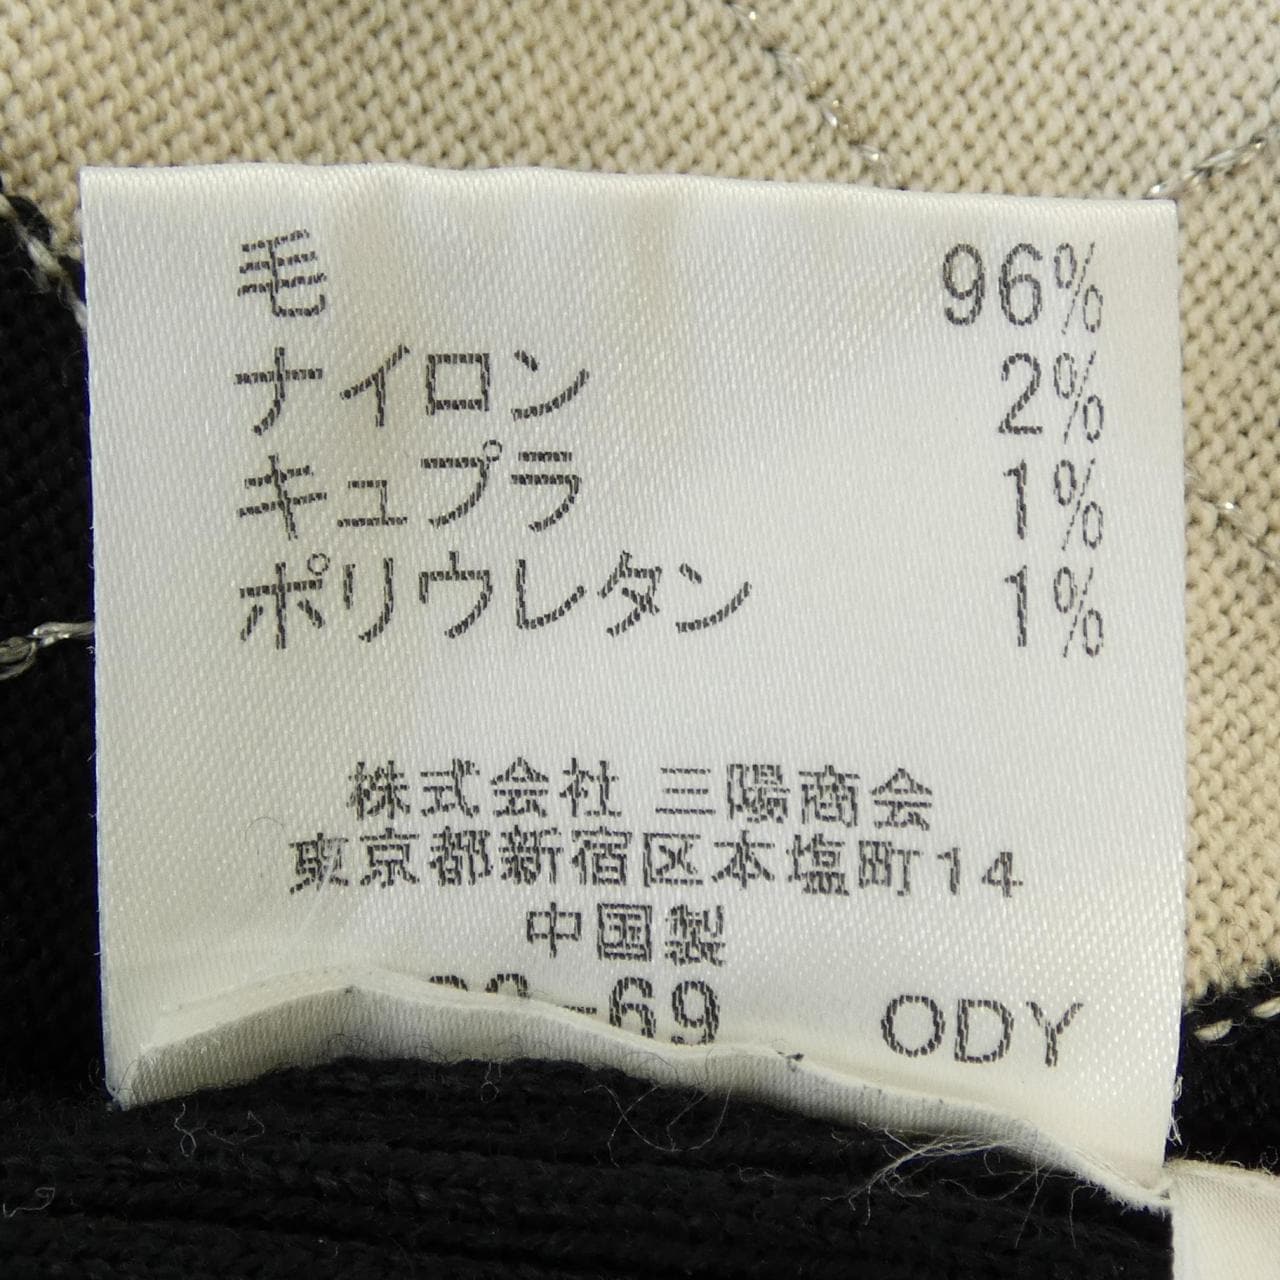 毛 96%
ナイロン 2%
キュプラ 1%
ポリウレタン 1%
株式会社 三陽商会
東京都新宿区本塩町14
中国製
-69 ODY